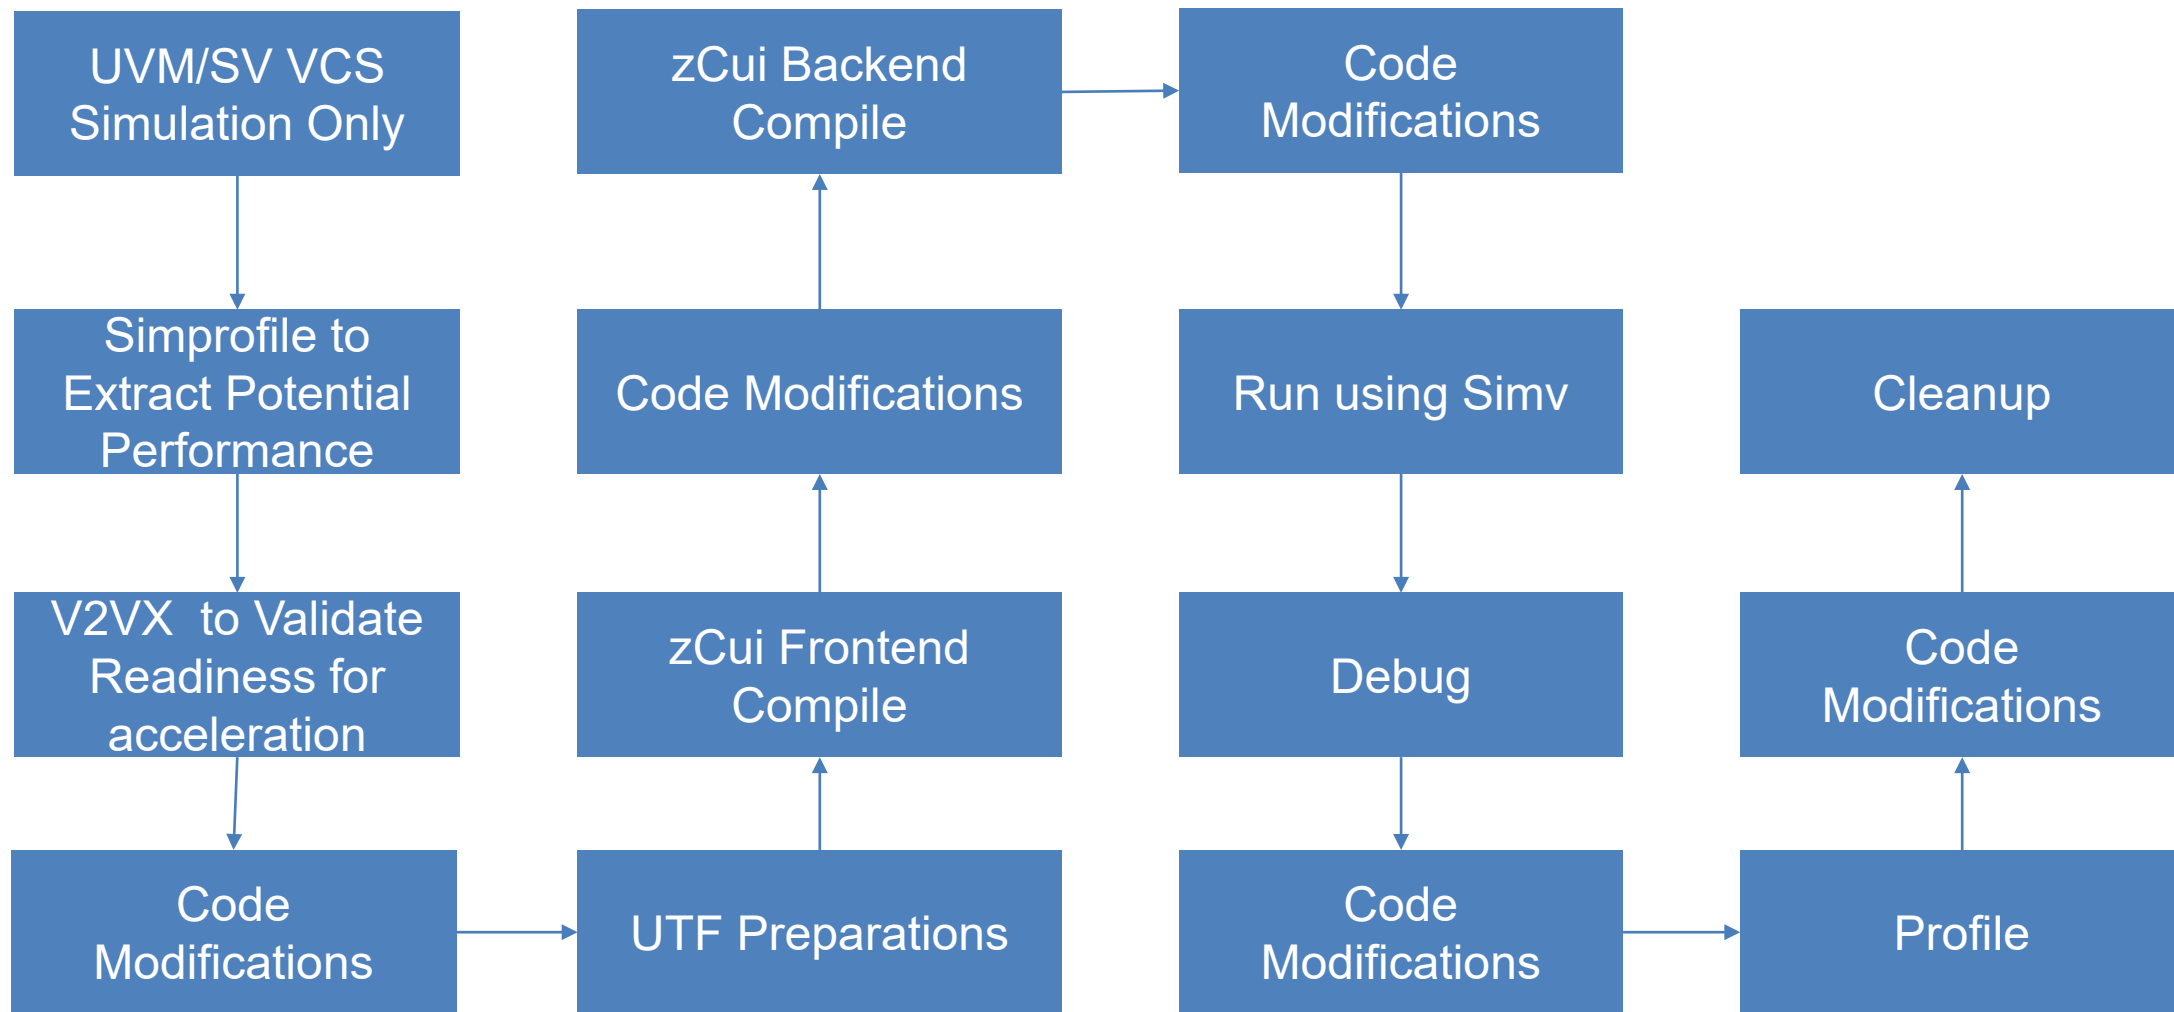 UVM/SV VCS
Simulation Only
Simprofile to
Extract Potential
Performance
V2VX  to Validate
Readiness for
acceleration
Code
Modifications
UTF Preparations
zCui Frontend
Compile
Code Modifications
zCui Backend
Compile
Code
Modifications
Run using Simv
Debug
Code
Modifications
Profile
Code
Modifications
Cleanup